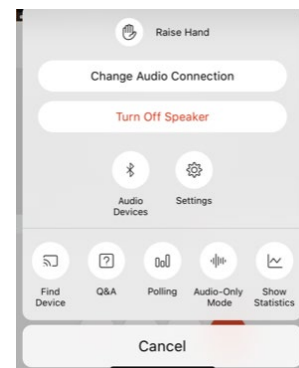 Raise Hand
Change Audio Connection
Turn Off Speaker
Audio
Devices
Settings
Find
Device
Q&A
Polling
Audio-Only
Mode
Show
Statistics
Cancel